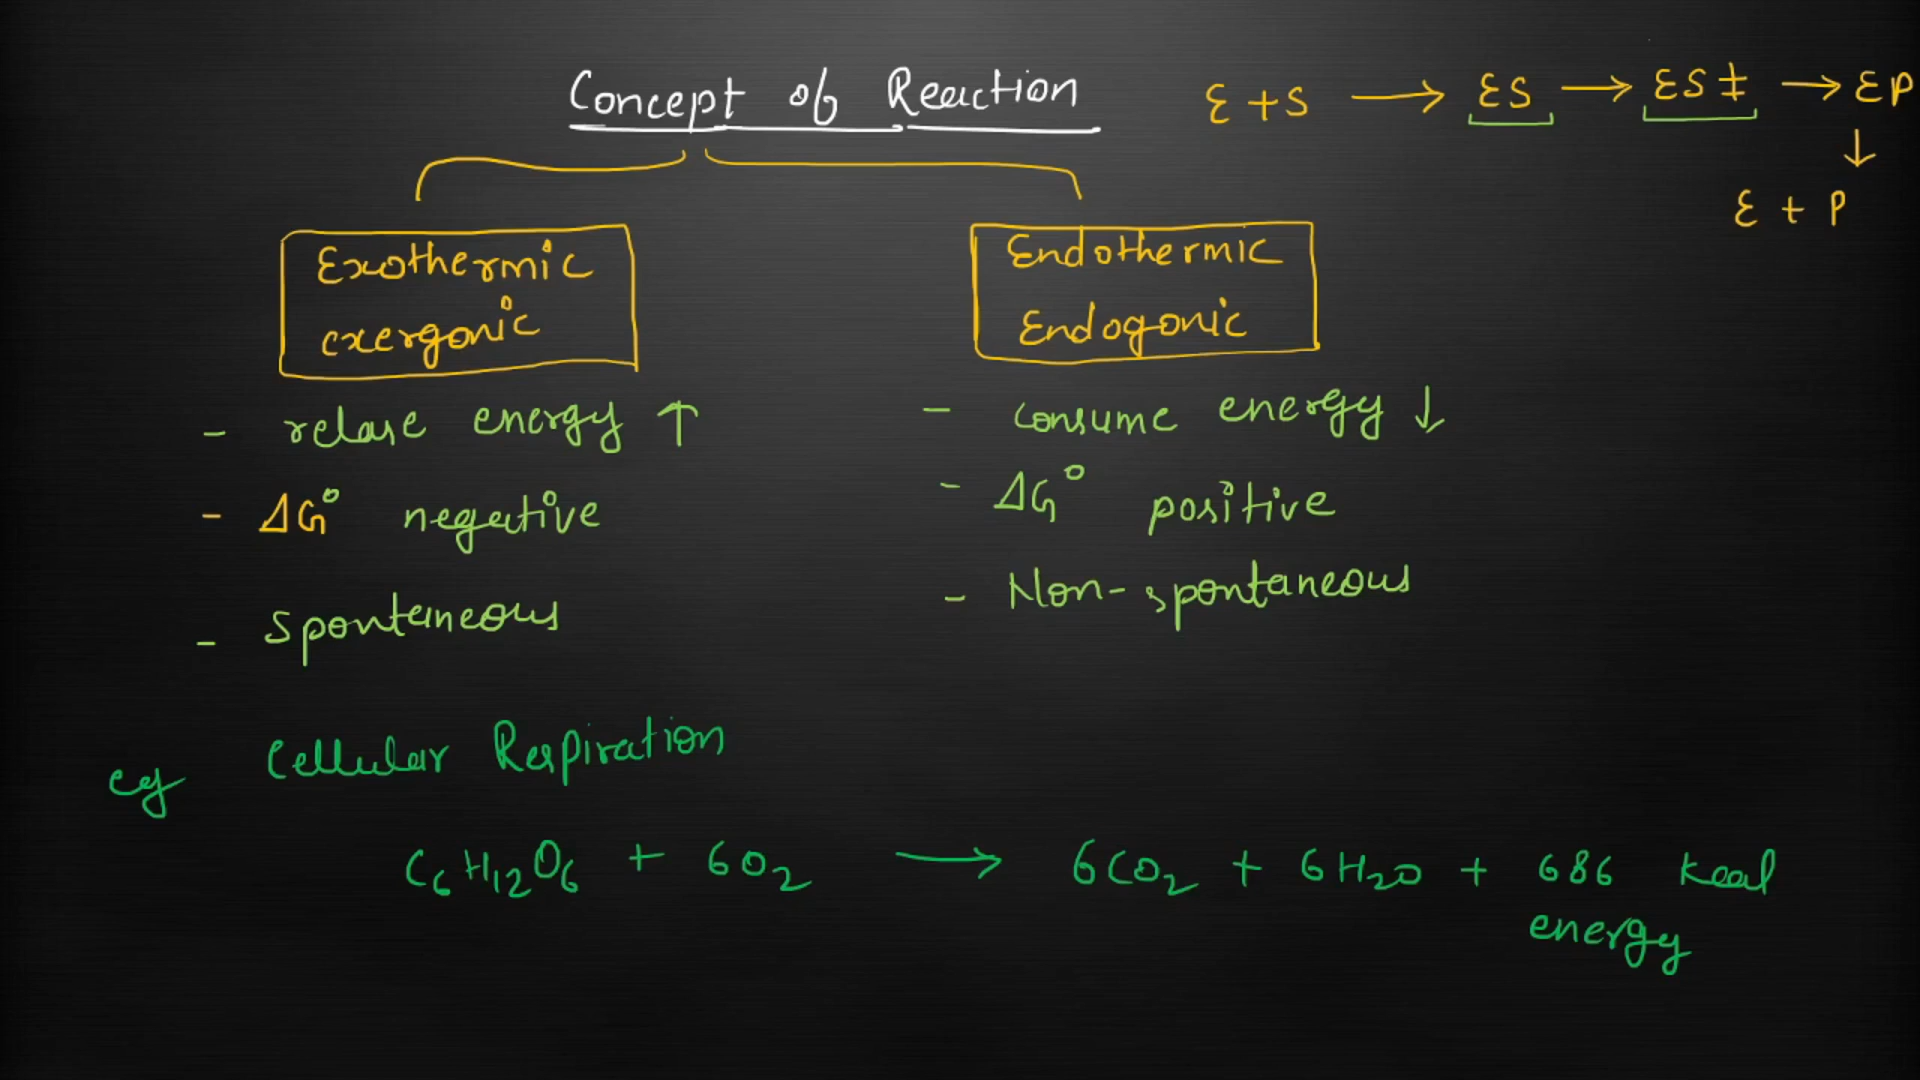 Concept of Reaction
E + S → ES → ES‡ → EP
↓
E + P
Exothermic
exergonic
Endothermic
Endogonic
- relase energy ↑
- ΔG° negative
- spontaneous
- consume energy ↓
- ΔG° positive
- Non-spontaneous
eg Cellular Respiration
C₆H₁₂O₆ + 6O₂ → 6CO₂ + 6H₂O + 686 kcal
energy